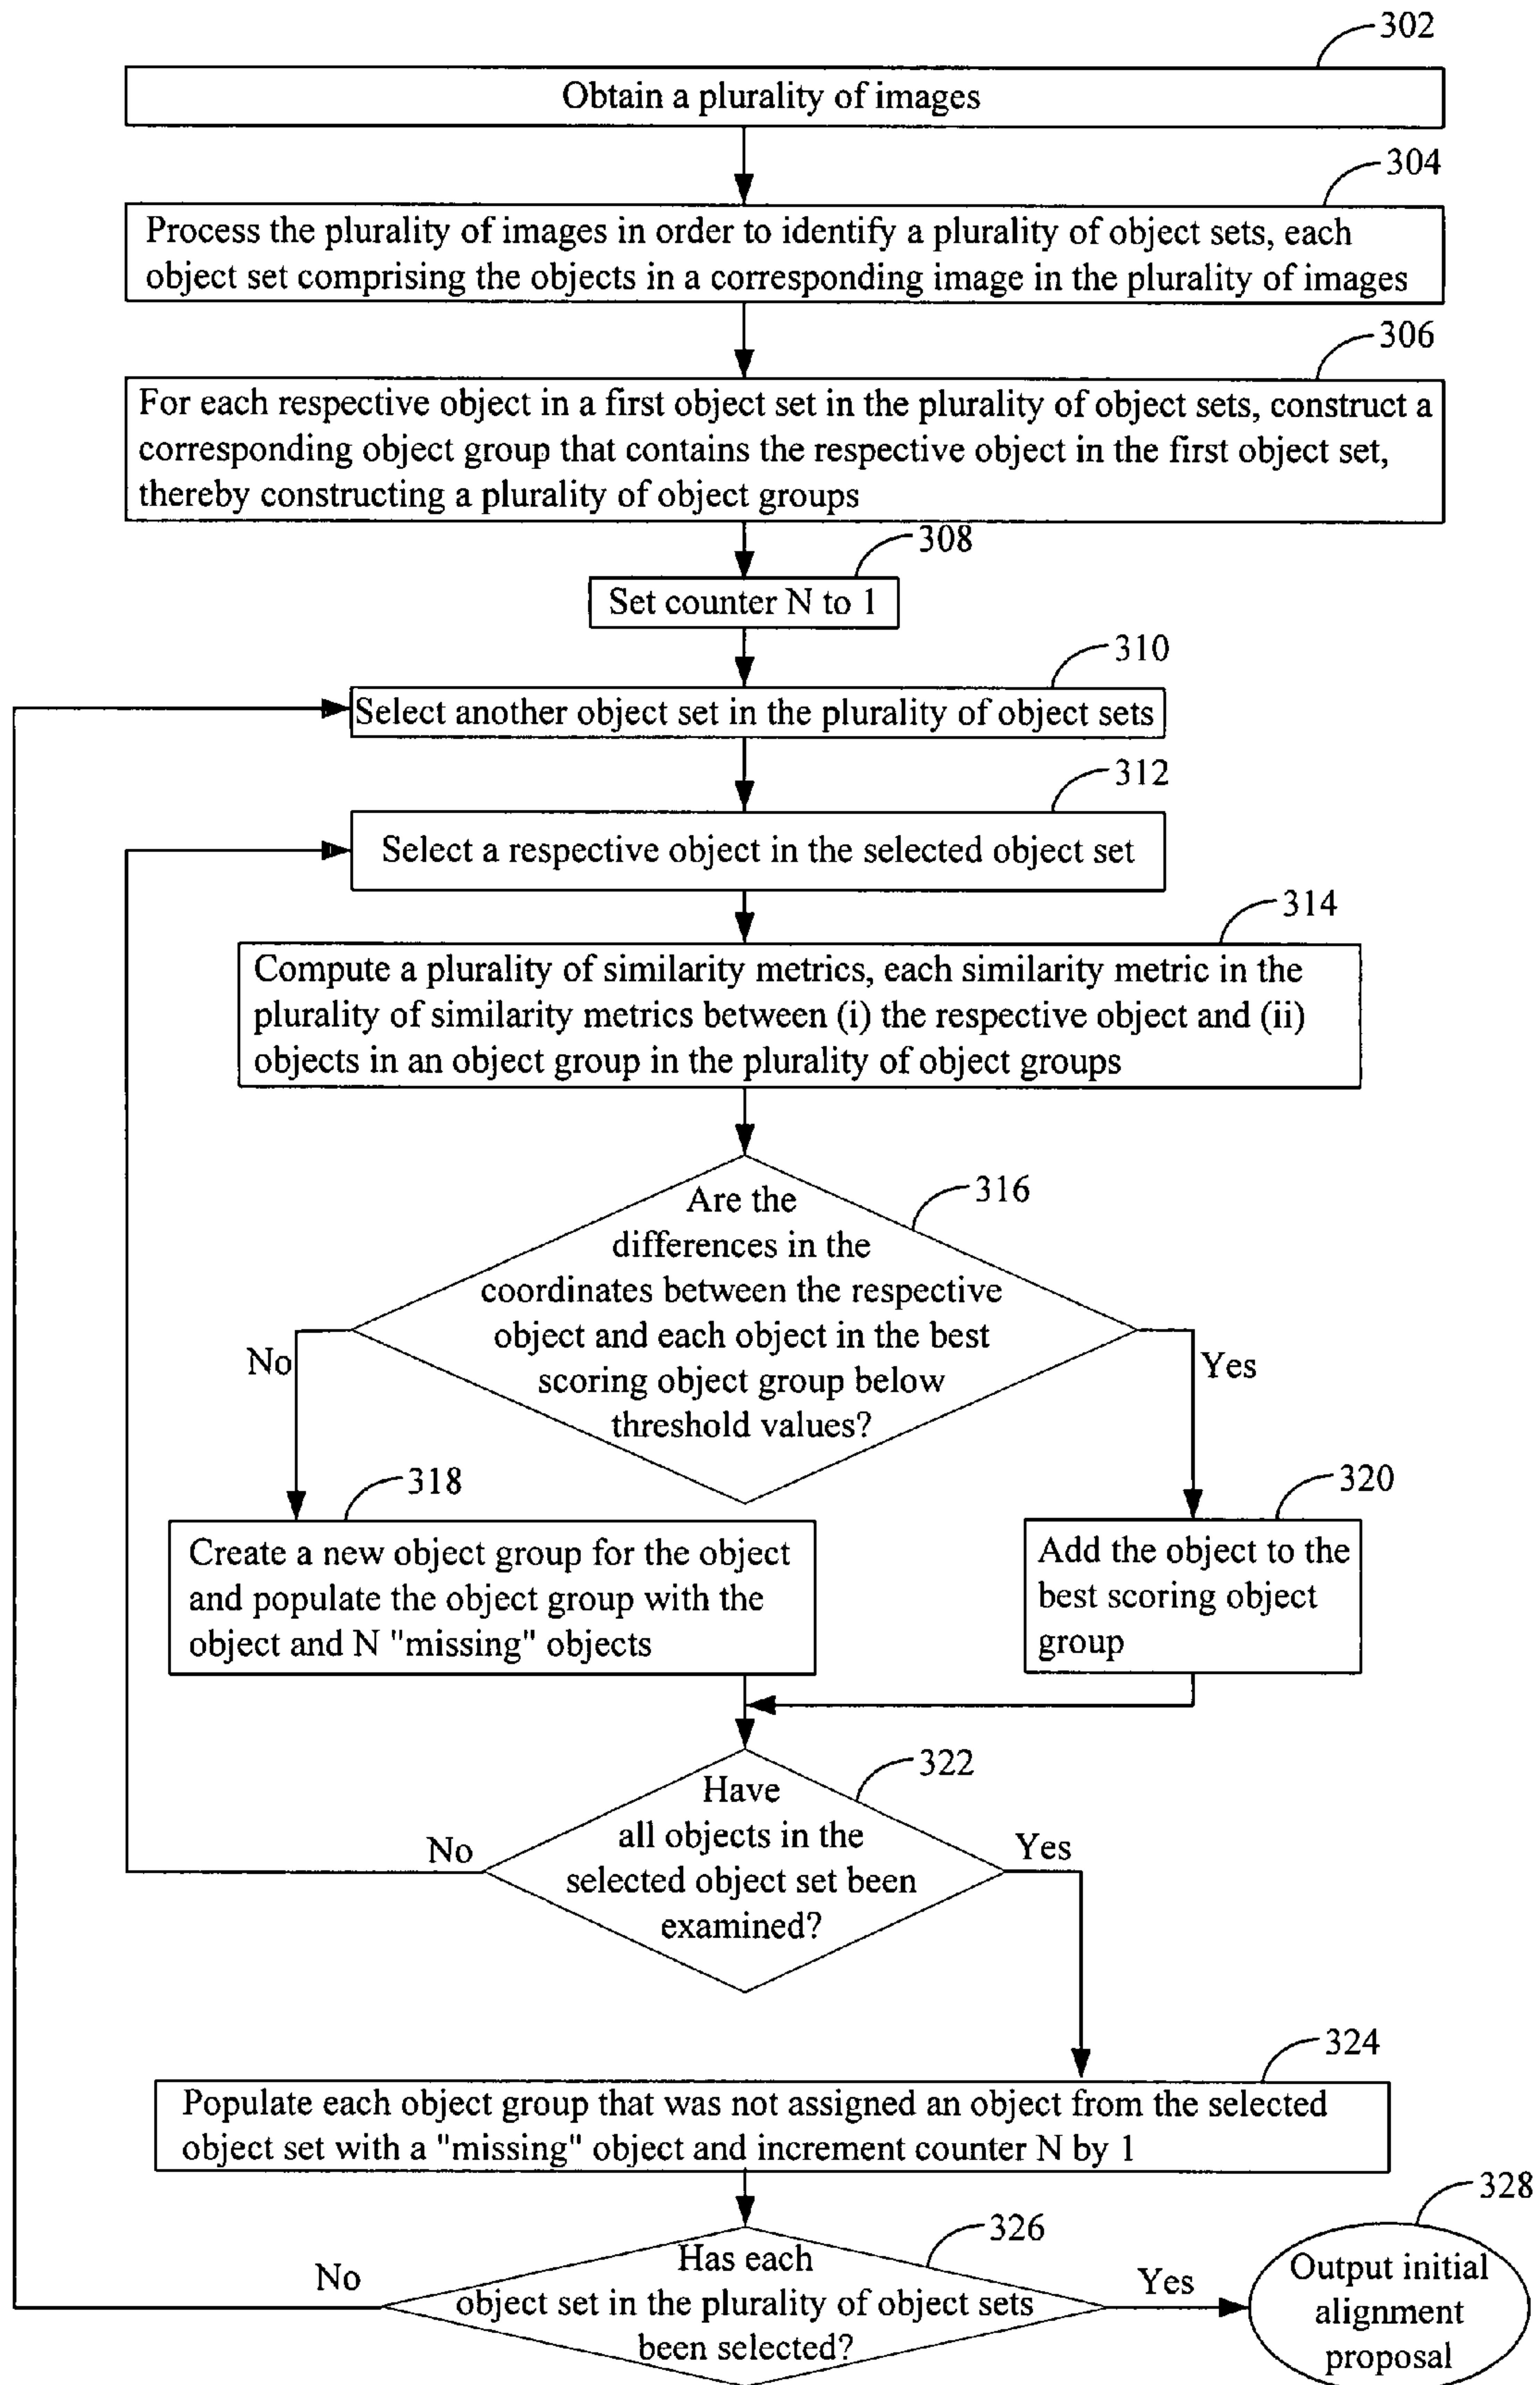 302
Obtain a plurality of images
304
Process the plurality of images in order to identify a plurality of object sets, each
object set comprising the objects in a corresponding image in the plurality of images
306
For each respective object in a first object set in the plurality of object sets, construct a
corresponding object group that contains the respective object in the first object set,
thereby constructing a plurality of object groups
308
Set counter N to 1
310
Select another object set in the plurality of object sets
312
Select a respective object in the selected object set
314
Compute a plurality of similarity metrics, each similarity metric in the
plurality of similarity metrics between (i) the respective object and (ii)
objects in an object group in the plurality of object groups
316
Are the
differences in the
coordinates between the respective
object and each object in the best
scoring object group below
threshold values?
No
Yes
318
Create a new object group for the object
and populate the object group with the
object and N "missing" objects
320
Add the object to the
best scoring object
group
322
Have
all objects in the
selected object set been
examined?
No
Yes
324
Populate each object group that was not assigned an object from the selected
object set with a "missing" object and increment counter N by 1
326
Has each
object set in the plurality of object sets
been selected?
No
Yes
328
Output initial
alignment
proposal